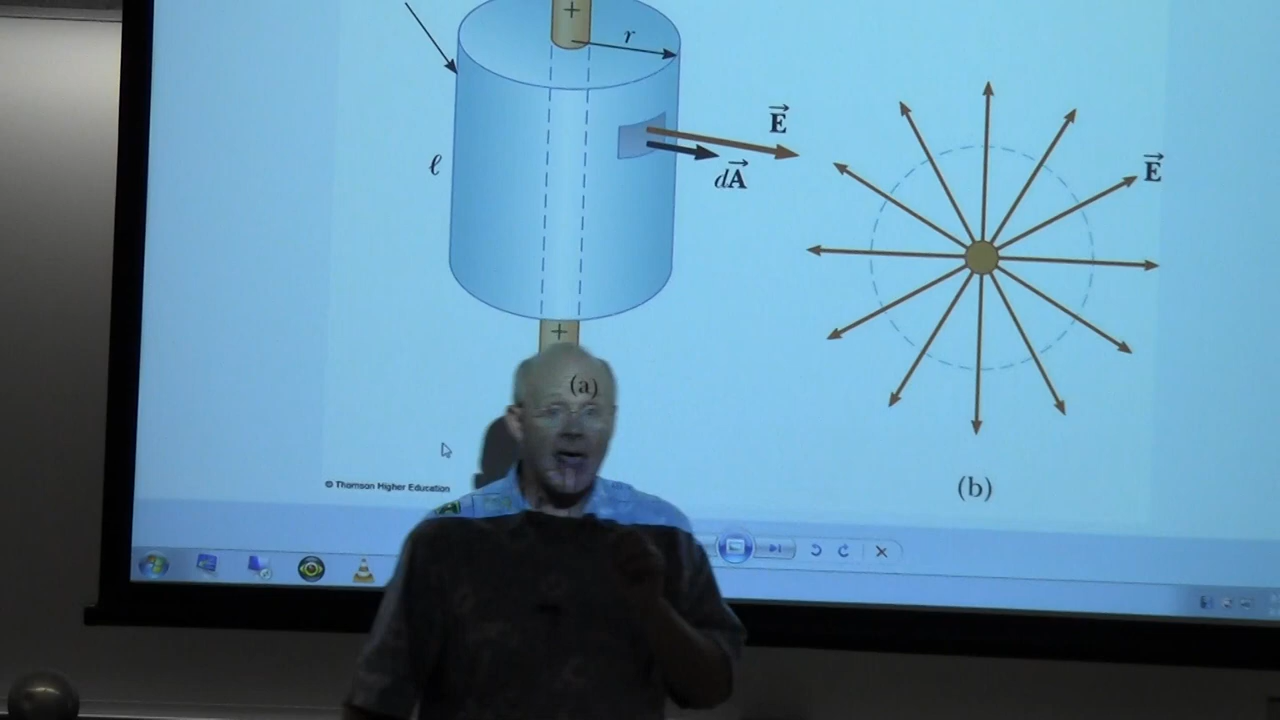 +
r
E
dA
ℓ
E
+
(a)
© Thomson Higher Education
(b)